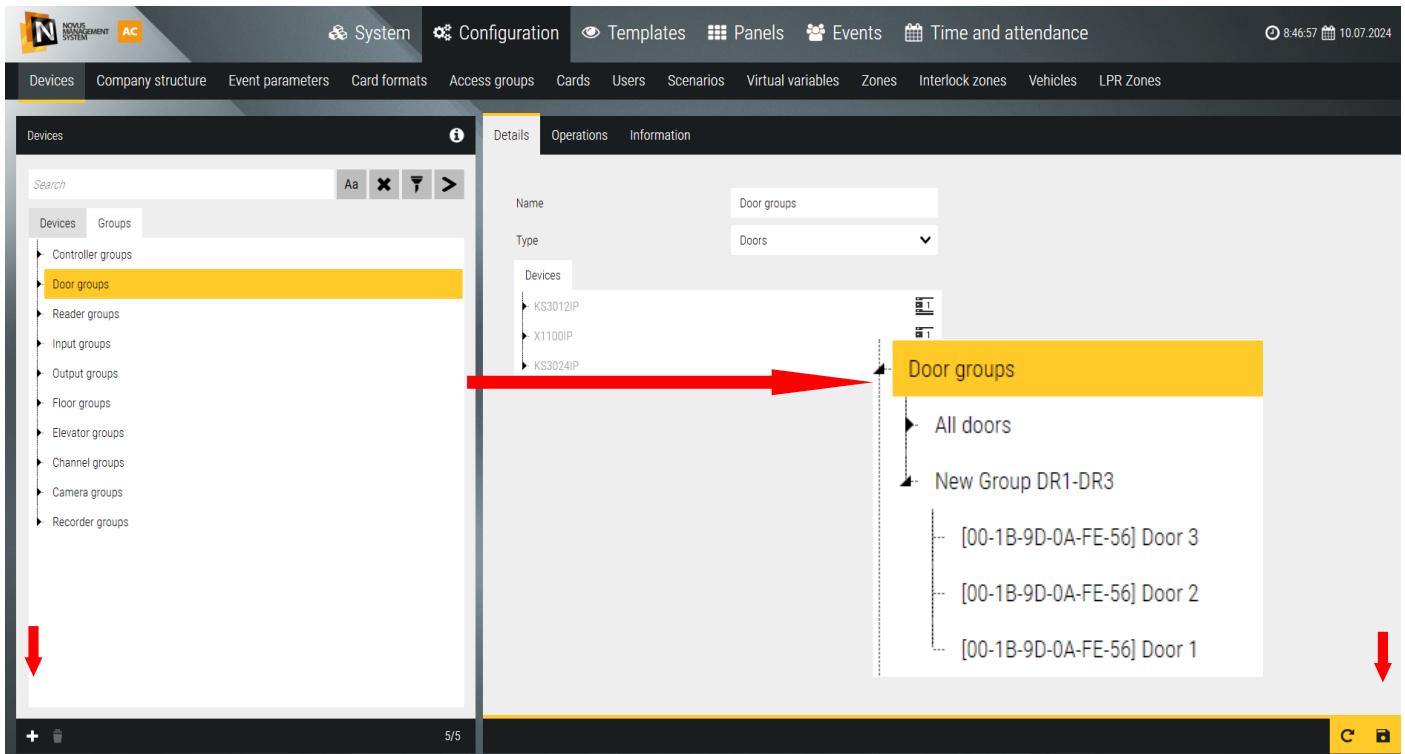 NOVUS
MANAGEMENT
SYSTEM
AC
System
Configuration
Templates
Panels
Events
Time and attendance
8:46:57 10.07.2024
Devices
Company structure
Event parameters
Card formats
Access groups
Cards
Users
Scenarios
Virtual variables
Zones
Interlock zones
Vehicles
LPR Zones
Devices
Search
Aa
Devices
Groups
Controller groups
Door groups
Reader groups
Input groups
Output groups
Floor groups
Elevator groups
Channel groups
Camera groups
Recorder groups
5/5
Details
Operations
Information
Name
Door groups
Type
Doors
Devices
KS3012IP
1
X1100IP
1
KS3024IP
Door groups
All doors
New Group DR1-DR3
[00-1B-9D-0A-FE-56] Door 3
[00-1B-9D-0A-FE-56] Door 2
[00-1B-9D-0A-FE-56] Door 1